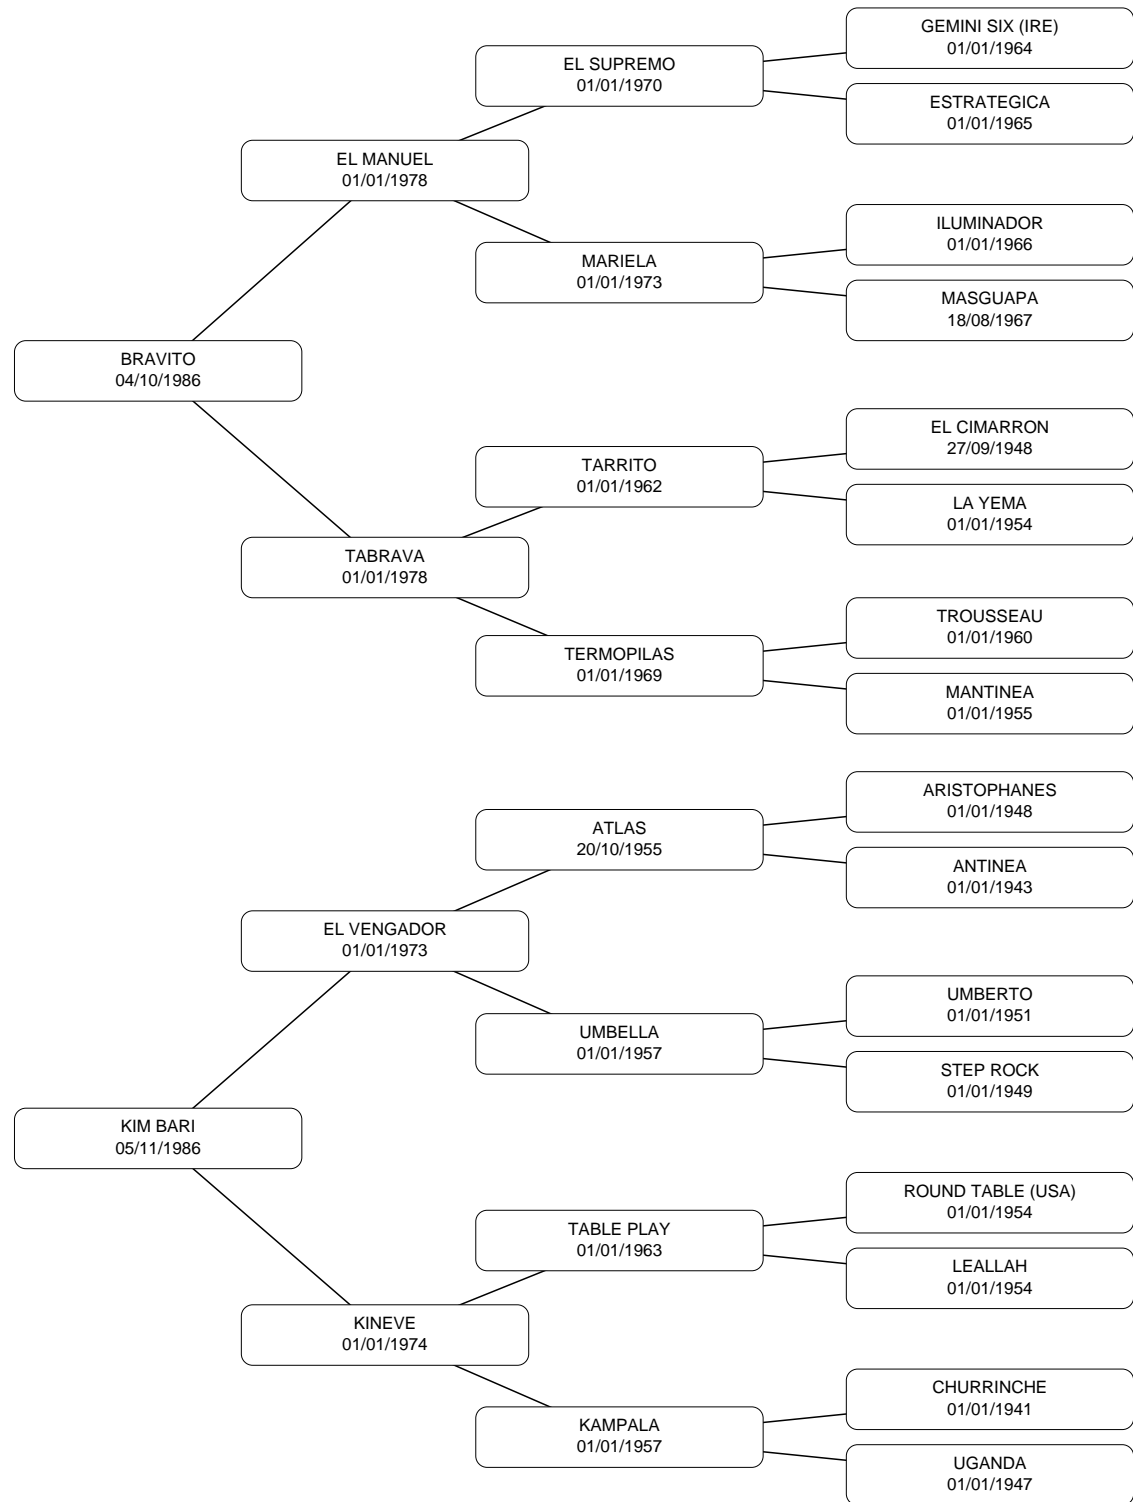 GEMINI SIX (IRE)
01/01/1964
EL SUPREMO
01/01/1970
ESTRATEGICA
01/01/1965
EL MANUEL
01/01/1978
ILUMINADOR
01/01/1966
MARIELA
01/01/1973
MASGUAPA
18/08/1967
BRAVITO
04/10/1986
EL CIMARRON
27/09/1948
TARRITO
01/01/1962
LA YEMA
01/01/1954
TABRAVA
01/01/1978
TROUSSEAU
01/01/1960
TERMOPILAS
01/01/1969
MANTINEA
01/01/1955
ARISTOPHANES
01/01/1948
ATLAS
20/10/1955
ANTINEA
01/01/1943
EL VENGADOR
01/01/1973
UMBERTO
01/01/1951
UMBELLA
01/01/1957
STEP ROCK
01/01/1949
KIM BARI
05/11/1986
ROUND TABLE (USA)
01/01/1954
TABLE PLAY
01/01/1963
LEALLAH
01/01/1954
KINEVE
01/01/1974
CHURRINCHE
01/01/1941
KAMPALA
01/01/1957
UGANDA
01/01/1947